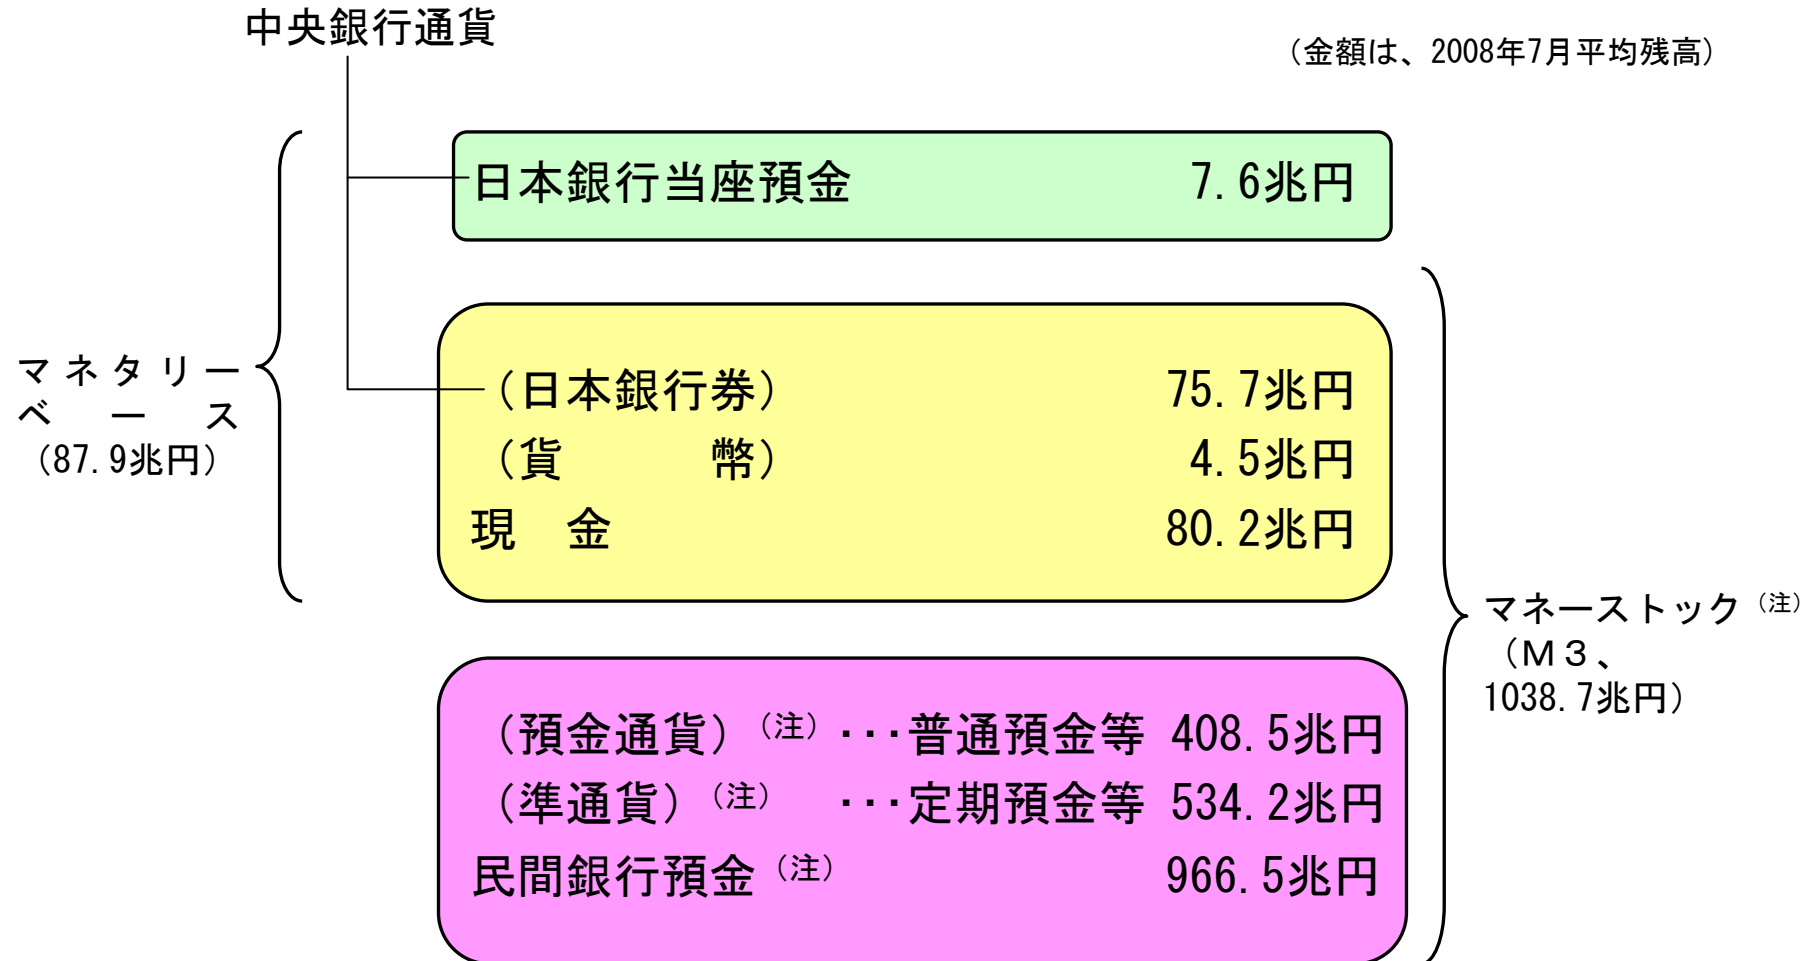 中央銀行通貨
（金額は、2008年7月平均残高）
日本銀行当座預金 7.6兆円
マネタリー
ベース
（87.9兆円）
（日本銀行券） 75.7兆円
（貨　　　幣） 4.5兆円
現　金 80.2兆円
マネーストック（注）
（Ｍ３、
1038.7兆円）
（預金通貨）（注）・・・普通預金等 408.5兆円
（準通貨）（注）　・・・定期預金等 534.2兆円
民間銀行預金（注） 966.5兆円